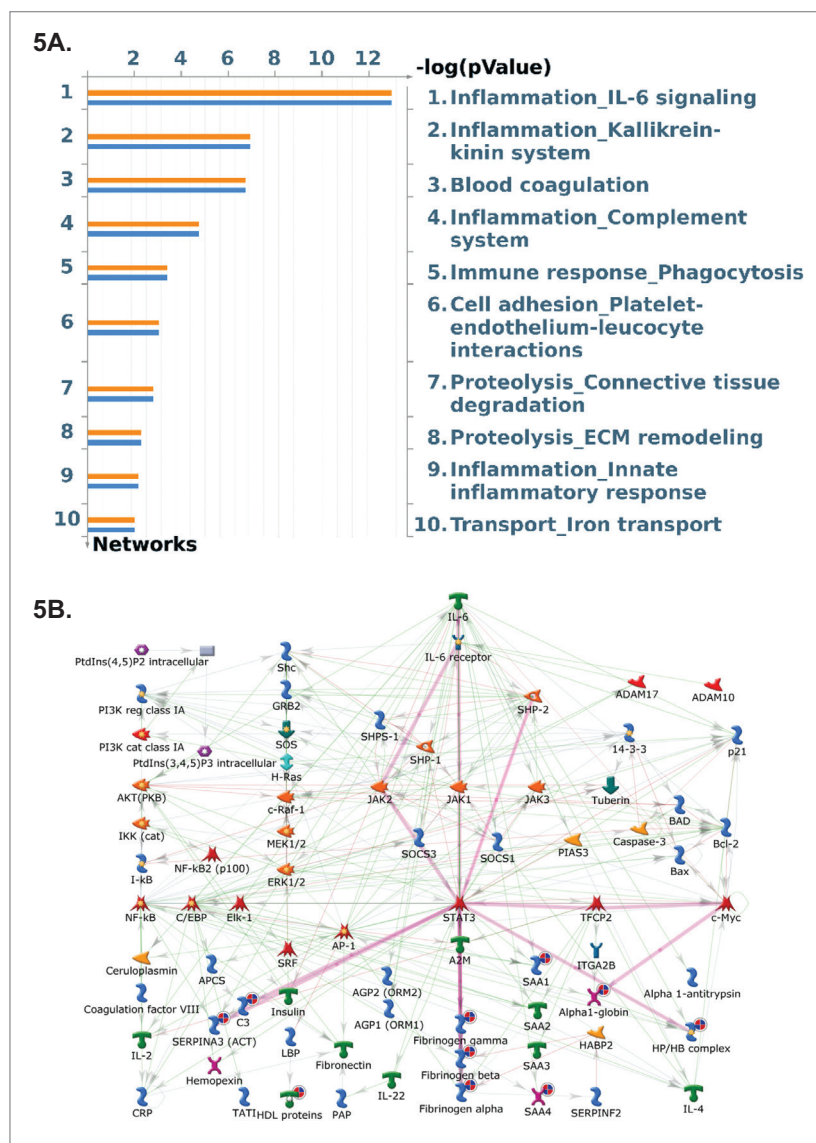 5A.
2 4 6 8 10 12
-log(pValue)
1 1. Inflammation_IL-6 signaling
2 2. Inflammation_Kallikrein-
kinin system
3 3. Blood coagulation
4 4. Inflammation_Complement
system
5 5. Immune response_Phagocytosis
6 6. Cell adhesion_Platelet-
endothelium-leucocyte
interactions
7 7. Proteolysis_Connective tissue
degradation
8 8. Proteolysis_ECM remodeling
9 9. Inflammation_Innate
inflammatory response
10 10. Transport_Iron transport
Networks
5B.
IL-6
PtdIns(4,5)P2 intracellular
Shc
IL-6 receptor
ADAM17
ADAM10
PI3K reg class IA
GRB2
SHP-2
SHPS-1
14-3-3
p21
PI3K cat class IA
SOS
SHP-1
PtdIns(3,4,5)P3 intracellular
H-Ras
AKT(PKB)
c-Raf-1
JAK2
JAK1
JAK3
Tuberin
BAD
IKK (cat)
MEK1/2
SOCS3
SOCS1
PIAS3
Caspase-3
Bcl-2
I-kB
NF-kB2 (p100)
ERK1/2
Bax
NF-kB
C/EBP
Elk-1
STAT3
TFCP2
c-Myc
AP-1
SRF
A2M
ITGA2B
Ceruloplasmin
APCS
AGP2 (ORM2)
SAA1
Alpha 1-antitrypsin
Coagulation factor VIII
C3
Insulin
AGP1 (ORM1)
SAA2
Alpha1-globin
SERPINA3 (ACT)
Fibrinogen gamma
HABP2
HP/HB complex
IL-2
LBP
Fibronectin
Fibrinogen beta
SAA3
Hemopexin
IL-22
CRP
TATI
HDL proteins
PAP
Fibrinogen alpha
SAA4
SERPINF2
IL-4